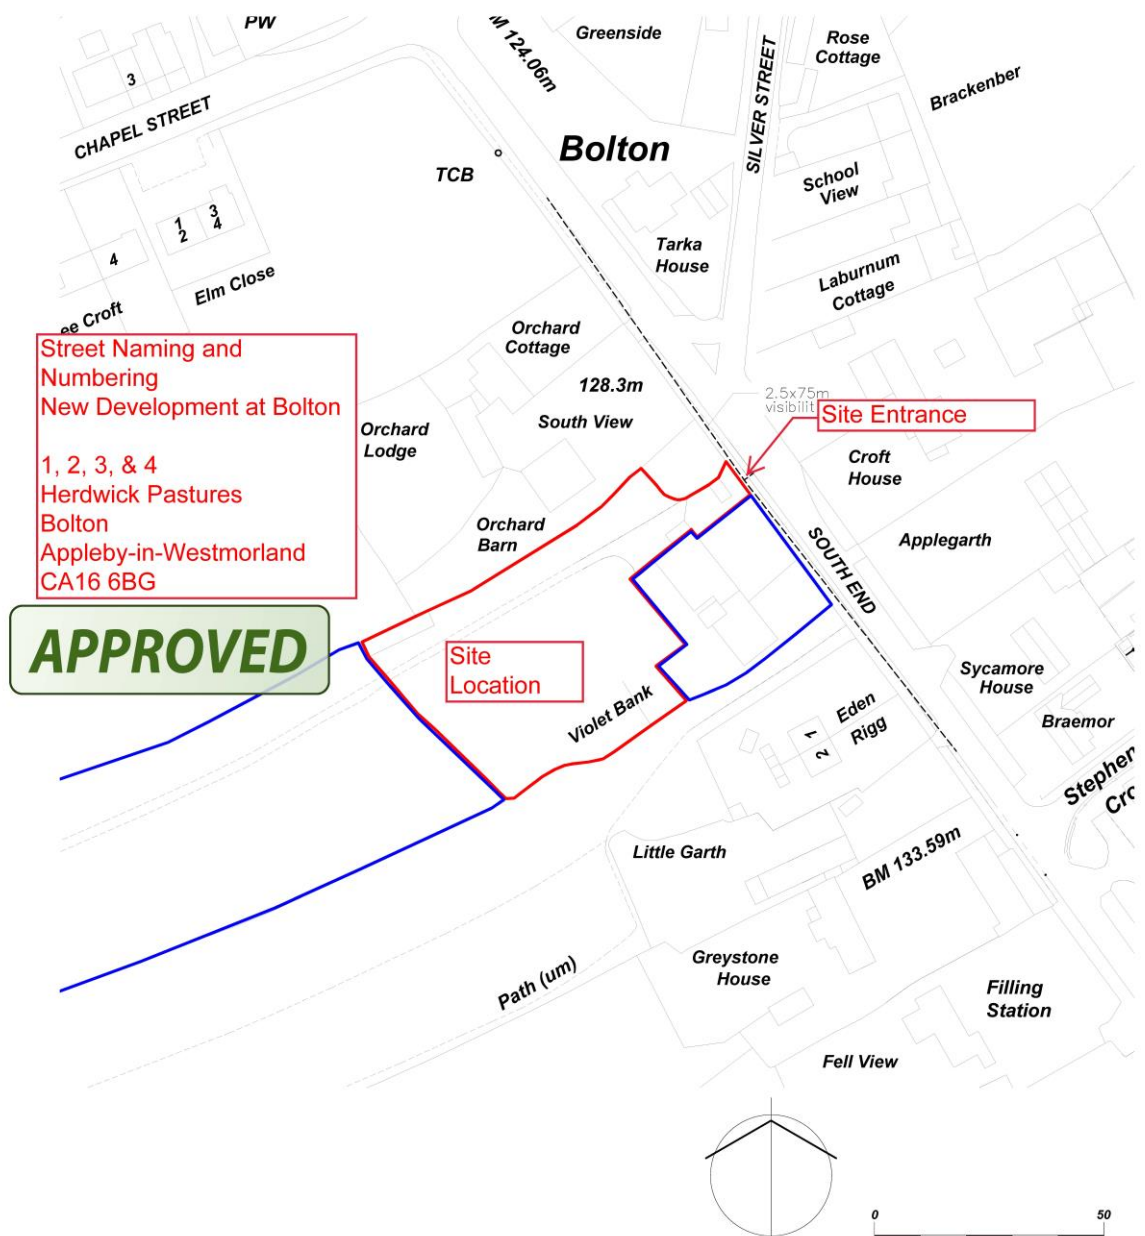 PW
M 124.06m
Greenside
SILVER STREET
Rose
Cottage
Brackenber
3
CHAPEL STREET
TCB
Bolton
School
View
1
2
3
4
4
Elm Close
ee Croft
Tarka
House
Laburnum
Cottage
Street Naming and
Numbering
New Development at Bolton
1, 2, 3, & 4
Herdwick Pastures
Bolton
Appleby-in-Westmorland
CA16 6BG
APPROVED
Orchard
Cottage
128.3m
South View
2.5x75m
visibili
Site Entrance
Orchard
Lodge
Croft
House
Orchard
Barn
SOUTH END
Applegarth
Site
Location
Violet Bank
Sycamore
House
Braemor
1
2
Eden
Rigg
Stephen
Cro
Little Garth
BM 133.59m
Greystone
House
Path (um)
Filling
Station
Fell View
0
50